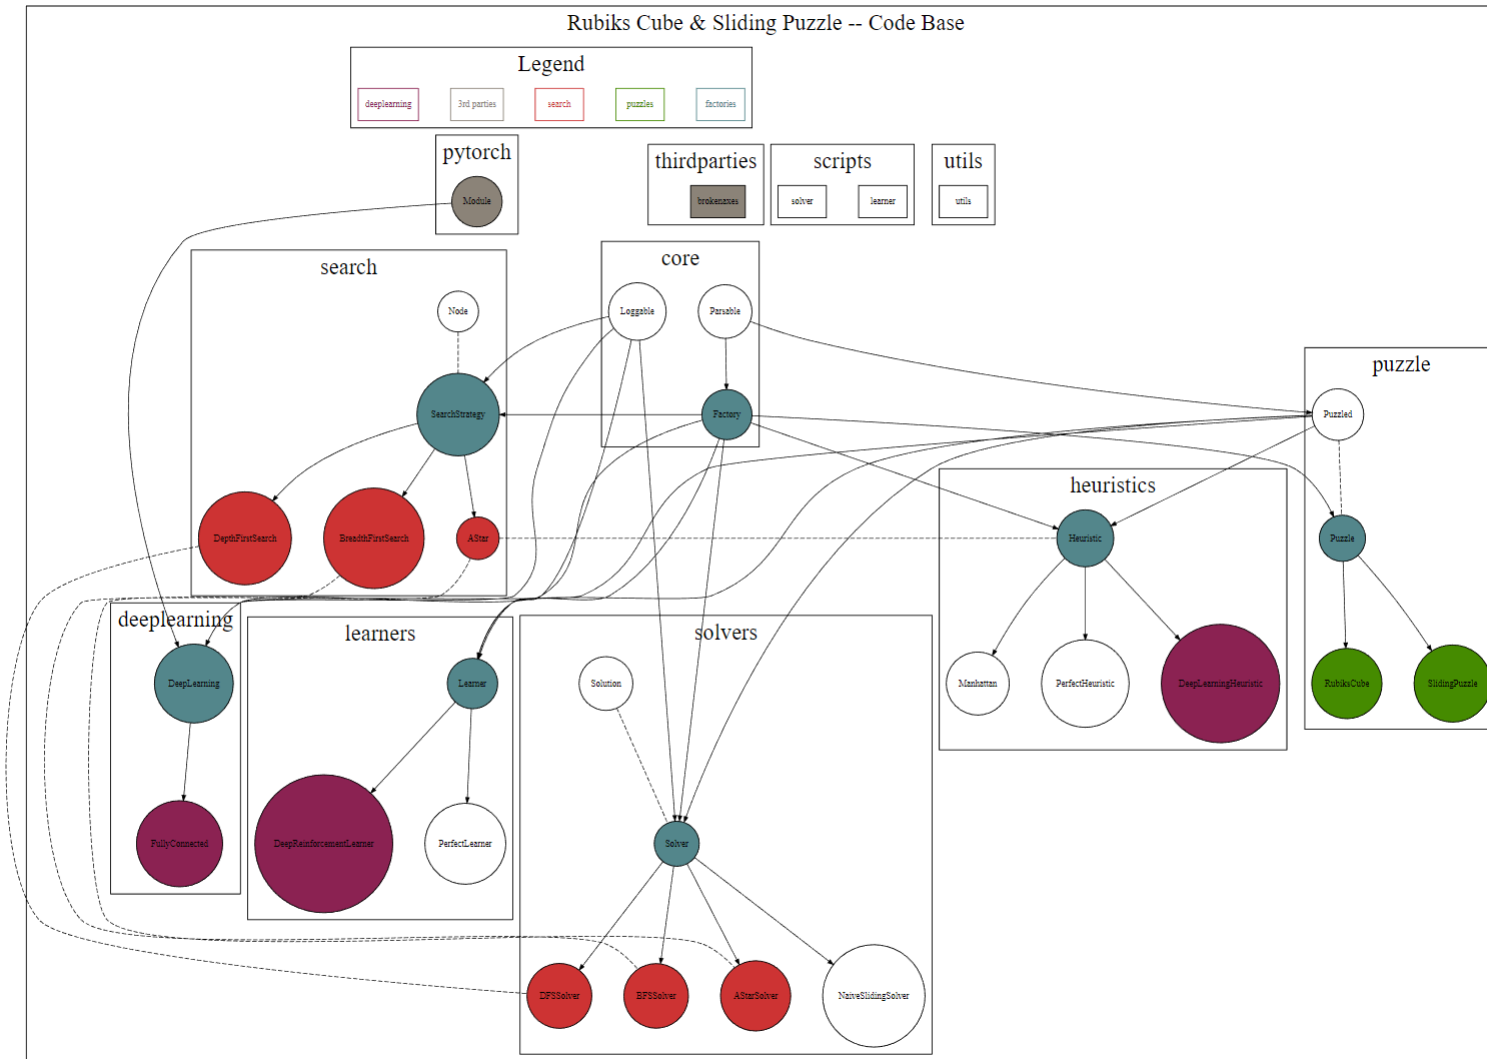 Rubiks Cube & Sliding Puzzle -- Code Base
Legend
deeplearning
3rd parties
search
puzzles
factories
pytorch
Module
thirdparties
brokenaxes
scripts
solver
learner
utils
utils
search
Node
SearchStrategy
DepthFirstSearch
BreadthFirstSearch
AStar
core
Loggable
Parsable
Factory
puzzle
Puzzled
Puzzle
RubiksCube
SlidingPuzzle
heuristics
Heuristic
Manhattan
PerfectHeuristic
DeepLearningHeuristic
deeplearning
DeepLearning
FullyConnected
learners
Learner
DeepReinforcementLearner
PerfectLearner
solvers
Solution
Solver
DFSSolver
BFSSolver
AStarSolver
NaiveSlidingSolver